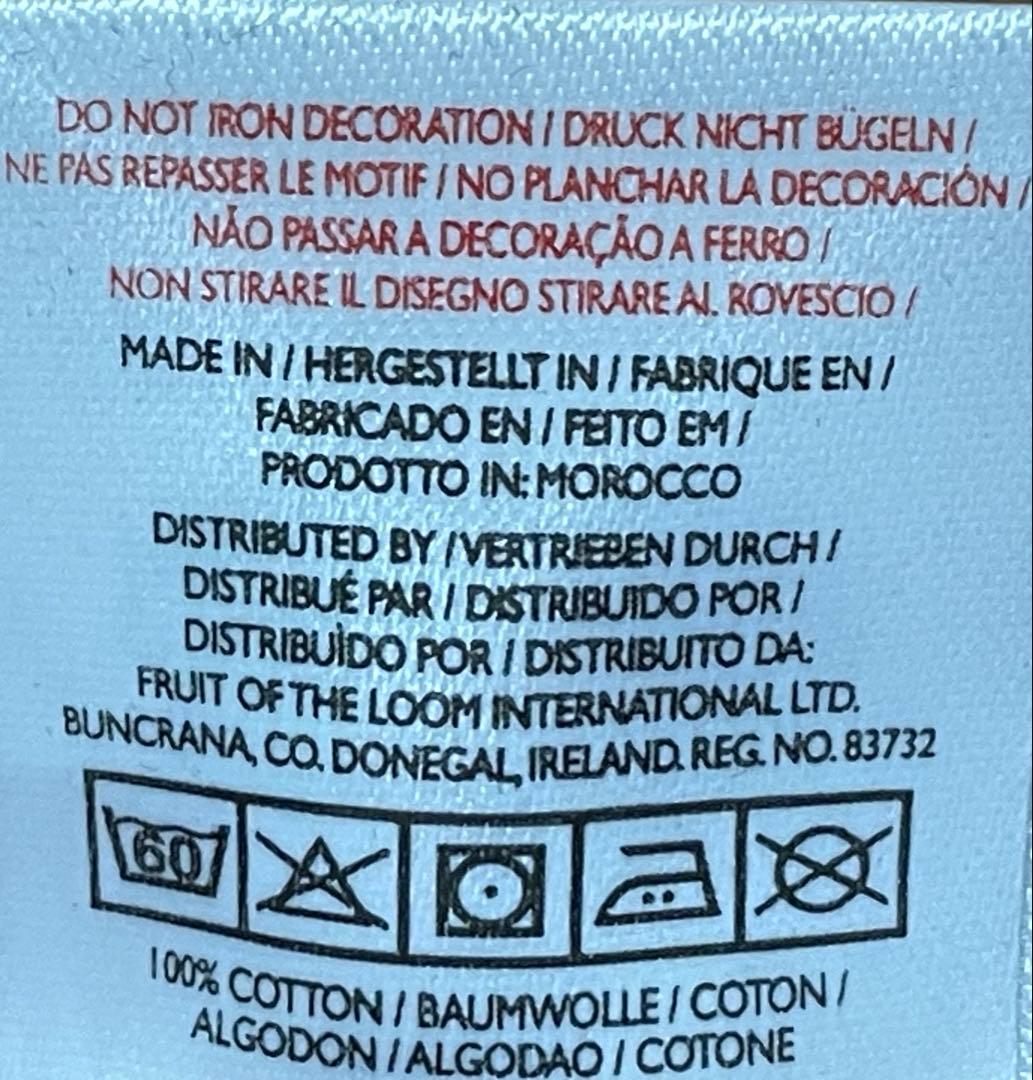 DO NOT IRON DECORATION / DRUCK NICHT BÜGELN /
NE PAS REPASSER LE MOTIF / NO PLANCHAR LA DECORACIÓN /
NÃO PASSAR A DECORAÇÃO A FERRO /
NON STIRARE IL DISEGNO STIRARE AL ROVESCIO /
MADE IN / HERGESTELLT IN / FABRIQUE EN /
FABRICADO EN / FEITO EM /
PRODOTTO IN: MOROCCO
DISTRIBUTED BY / VERTRIEBEN DURCH /
DISTRIBUÉ PAR / DISTRIBUIDO POR /
DISTRIBUÌDO POR / DISTRIBUITO DA:
FRUIT OF THE LOOM INTERNATIONAL LTD.
BUNCRANA, CO. DONEGAL, IRELAND. REG. NO. 83732
60
100% COTTON / BAUMWOLLE / COTON /
ALGODON / ALGODAO / COTONE